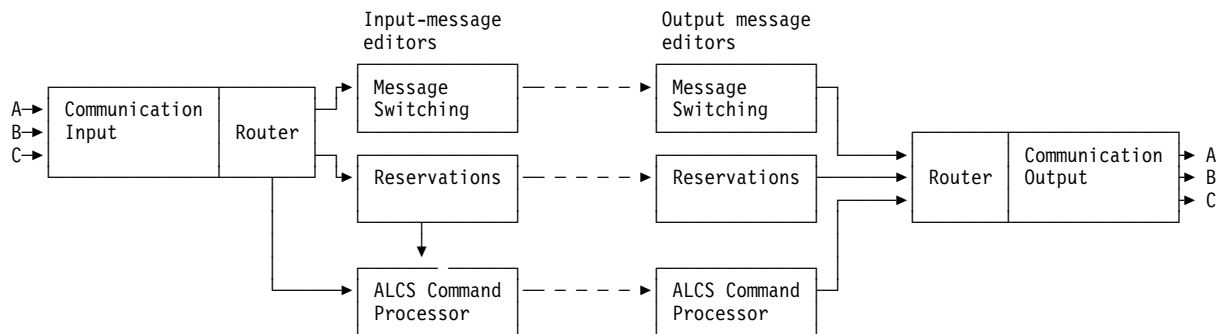 Input-message
editors
Output message
editors
Message
Switching
Message
Switching
A
B
C
Communication
Input
Router
Reservations
Reservations
Router
Communication
Output
A
B
C
ALCS Command
Processor
ALCS Command
Processor